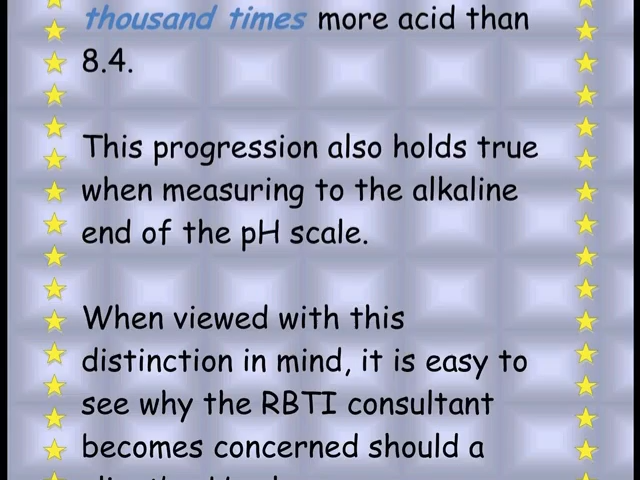 thousand times more acid than
8.4.
This progression also holds true
when measuring to the alkaline
end of the pH scale.
When viewed with this
distinction in mind, it is easy to
see why the RBTI consultant
becomes concerned should a